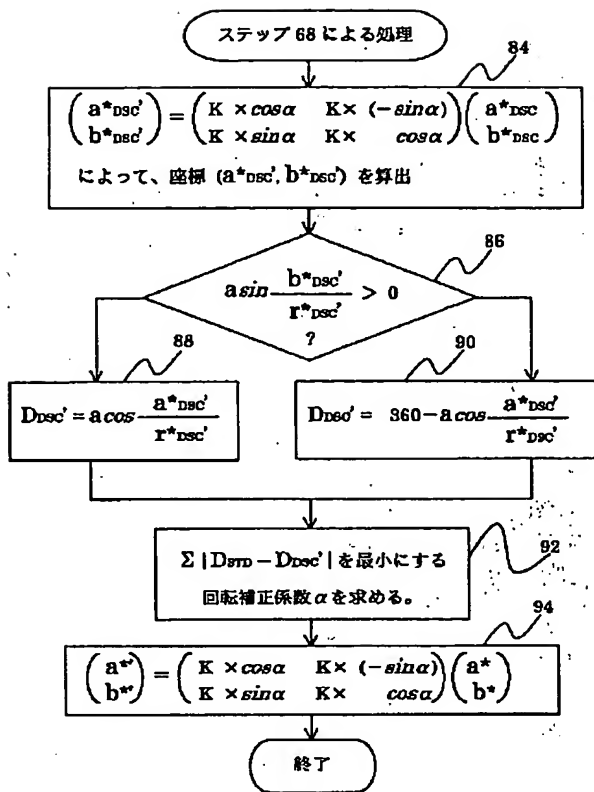 ステップ 68 による処理
84
(a*DSC') = (K ×cosα K× (-sinα)) (a*DSC)
(b*DSC') (K ×sinα K× cosα) (b*DSC)
によって、座標 (a*DSC', b*DSC') を算出
86
asin b*DSC' / r*DSC' > 0
?
88
DDSC' = acos a*DSC' / r*DSC'
90
DDSC' = 360-acos a*DSC' / r*DSC'
92
Σ |DSTD - DDSC'| を最小にする
回転補正係数αを求める。
94
(a*') = (K ×cosα K× (-sinα)) (a*)
(b*') (K ×sinα K× cosα) (b*)
終了